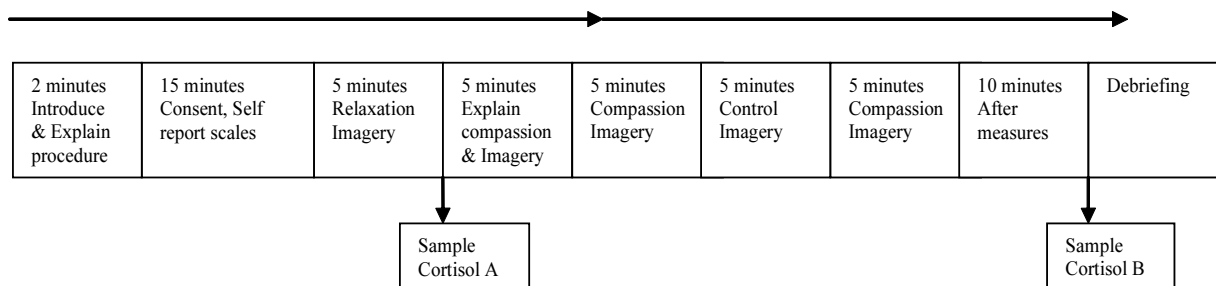 2 minutes
Introduce
& Explain
procedure
15 minutes
Consent, Self
report scales
5 minutes
Relaxation
Imagery
5 minutes
Explain
compassion
& Imagery
5 minutes
Compassion
Imagery
5 minutes
Control
Imagery
5 minutes
Compassion
Imagery
10 minutes
After
measures
Debriefing
Sample
Cortisol A
Sample
Cortisol B